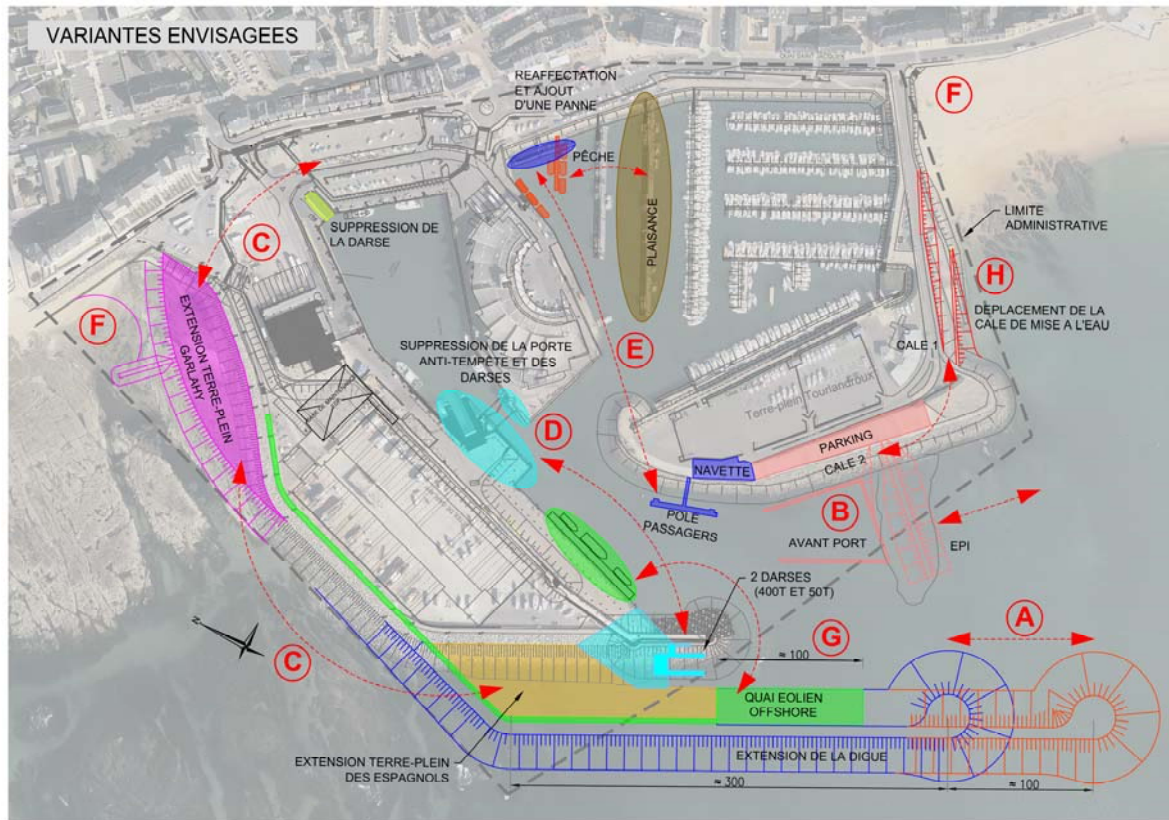 VARIANTES ENVISAGEES
REAFFECTATION
ET AJOUT
D'UNE PANNE
F
PÊCHE
PLAISANCE
LIMITE
ADMINISTRATIVE
SUPPRESSION DE
LA DARSE
C
H
DÉPLACEMENT DE LA
CALE DE MISE A L'EAU
F
EXTENSION TERRE-PLEIN
GARLAHY
SUPPRESSION DE LA PORTE
ANTI-TEMPÊTE ET DES
DARSES
E
CALE 1
Terre-plein Tourlandroux
D
PARKING
CALE 2
NAVETTE
POLE
PASSAGERS
B
AVANT PORT
EPI
2 DARSES
(400T ET 50T)
N
C
G
≈ 100
A
QUAI EOLIEN
OFFSHORE
EXTENSION TERRE-PLEIN
DES ESPAGNOLS
EXTENSION DE LA DIGUE
≈ 300
≈ 100